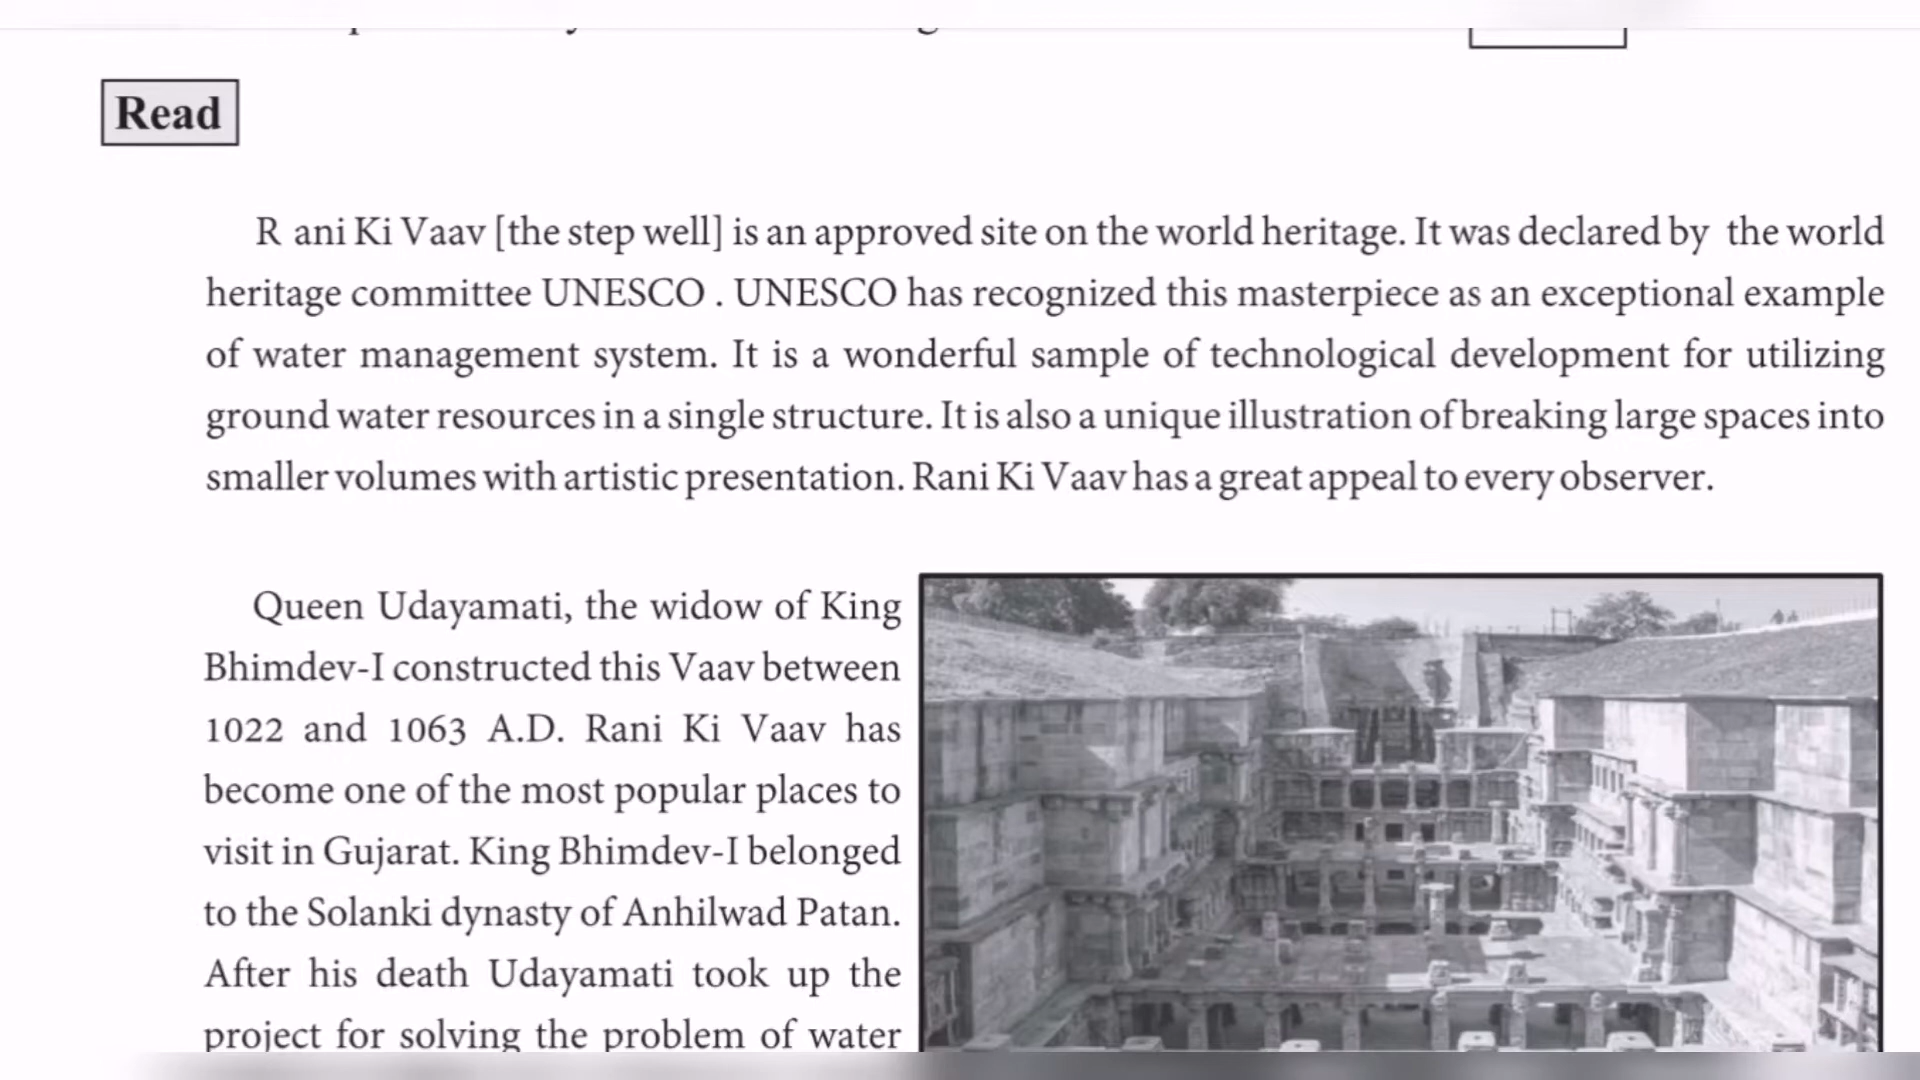 Read
R ani Ki Vaav [the step well] is an approved site on the world heritage. It was declared by the world
heritage committee UNESCO . UNESCO has recognized this masterpiece as an exceptional example
of water management system. It is a wonderful sample of technological development for utilizing
ground water resources in a single structure. It is also a unique illustration of breaking large spaces into
smaller volumes with artistic presentation. Rani Ki Vaav has a great appeal to every observer.
Queen Udayamati, the widow of King
Bhimdev-I constructed this Vaav between
1022 and 1063 A.D. Rani Ki Vaav has
become one of the most popular places to
visit in Gujarat. King Bhimdev-I belonged
to the Solanki dynasty of Anhilwad Patan.
After his death Udayamati took up the
project for solving the problem of water